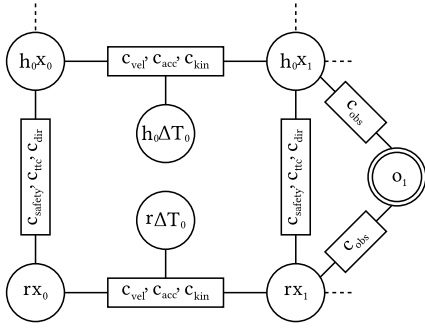 h₀x₀
c_vel, c_acc, c_kin
h₀x₁
h₀ΔT₀
c_obs
c_safety, c_ttc, c_dir
c_safety, c_ttc, c_dir
o₁
rΔT₀
c_obs
rx₀
c_vel, c_acc, c_kin
rx₁